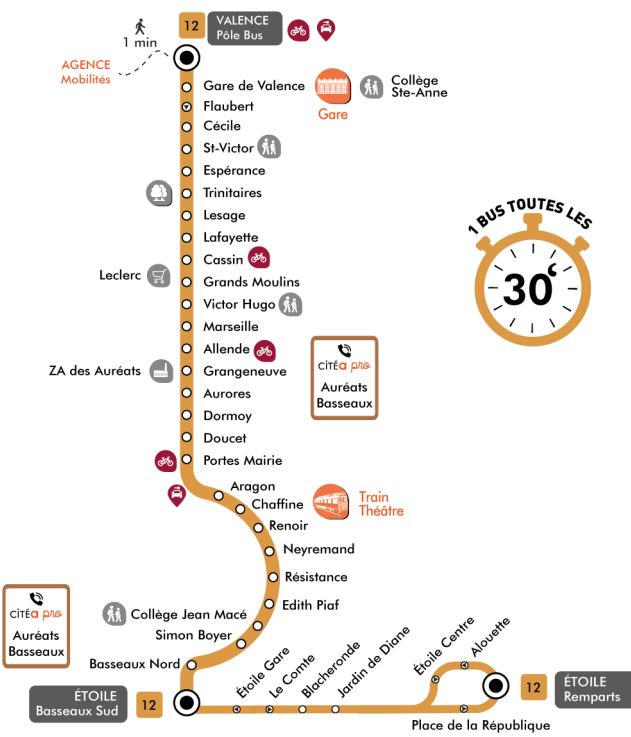 12
VALENCE
Pôle Bus
1 min
AGENCE
Mobilités
Gare de Valence
Gare
Collège
Ste-Anne
Flaubert
Cécile
St-Victor
Espérance
Trinitaires
Lesage
Lafayette
Cassin
Leclerc
Grands Moulins
Victor Hugo
Marseille
Allende
ZA des Auréats
Grangeneuve
Aurores
Dormoy
Doucet
Portes Mairie
1 BUS TOUTES LES
30‘
CITÉa pro
Auréats
Basseaux
Aragon
Chaffine
Train
Théâtre
Renoir
Neyremand
Résistance
Edith Piaf
Collège Jean Macé
Simon Boyer
Basseaux Nord
CITÉa pro
Auréats
Basseaux
ÉTOILE
Basseaux Sud
12
Étoile Gare
Le Comte
Blacheronde
Jardin de Diane
Étoile Centre
Alouette
12
ÉTOILE
Remparts
Place de la République